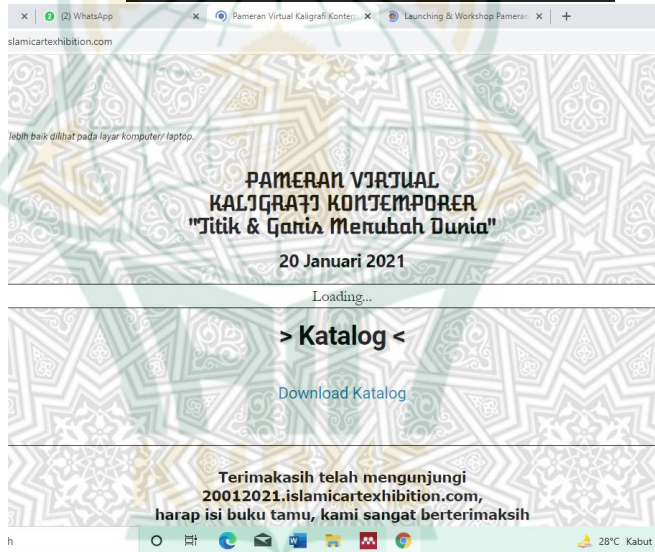 (2) WhatsApp
Pameran Virtual Kaligrafi Konten
Launching & Workshop Pameran
slamicartexhibition.com
lebih baik dilihat pada layar komputer/ laptop.
PAMERAN VIRTUAL
KALIGRAFI KONTEMPORER
"Titik & Garis Merubah Dunia"
20 Januari 2021
Loading...
> Katalog <
Download Katalog
Terimakasih telah mengunjungi
20012021.islamicartexhibition.com,
harap isi buku tamu, kami sangat berterimaksih
h
28°C Kabut